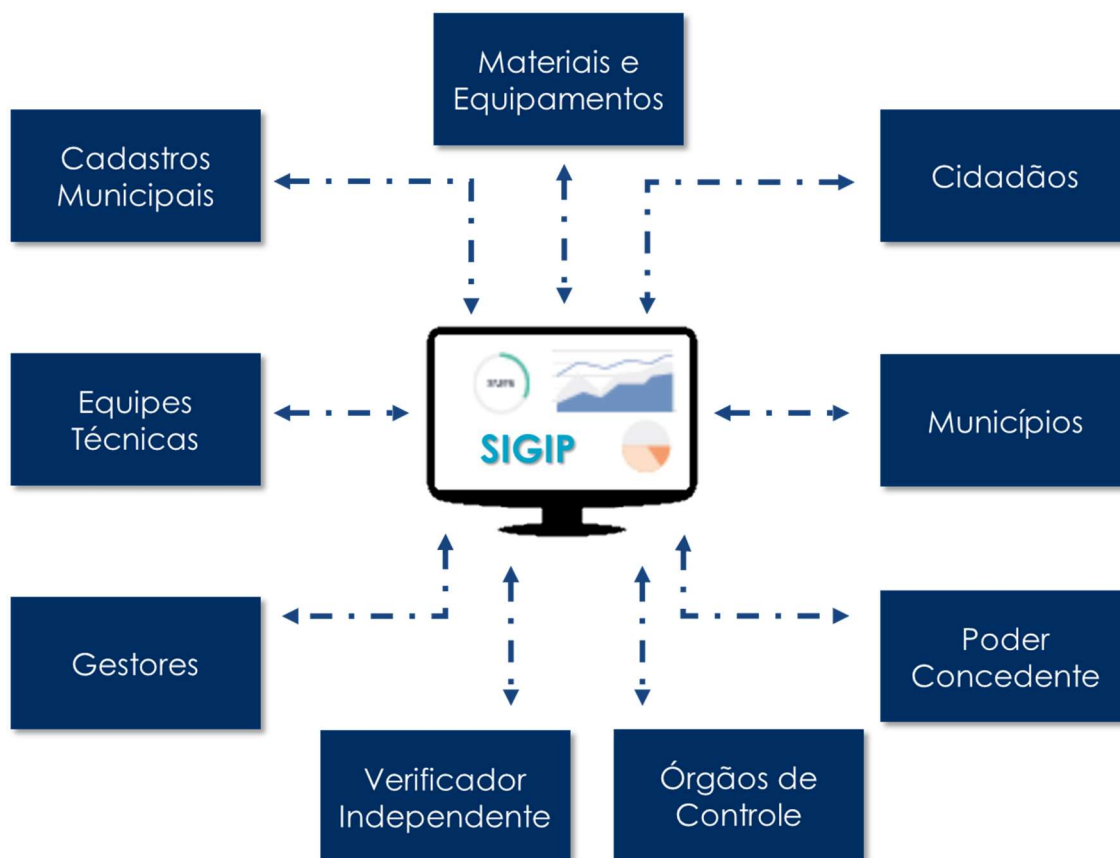 Materiais e
Equipamentos
Cadastros
Municipais
Cidadãos
Equipes
Técnicas
SIGIP
Municípios
Gestores
Poder
Concedente
Verificador
Independente
Órgãos de
Controle